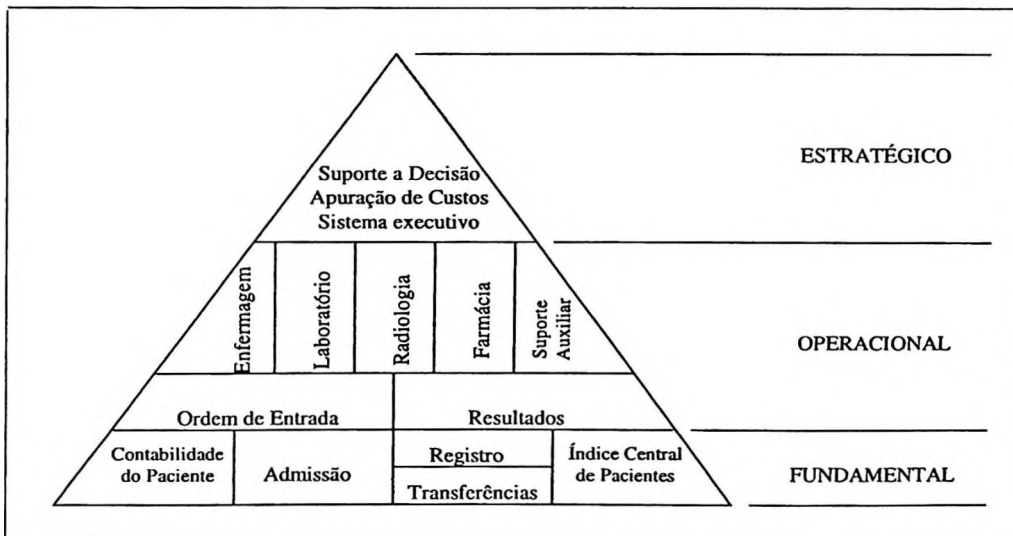 ESTRATÉGICO
Suporte a Decisão
Apuração de Custos
Sistema executivo
Enfermagem
Laboratório
Radiologia
Farmácia
Suporte
Auxiliar
OPERACIONAL
Ordem de Entrada
Resultados
Contabilidade
do Paciente
Admissão
Registro
Transferências
Índice Central
de Pacientes
FUNDAMENTAL